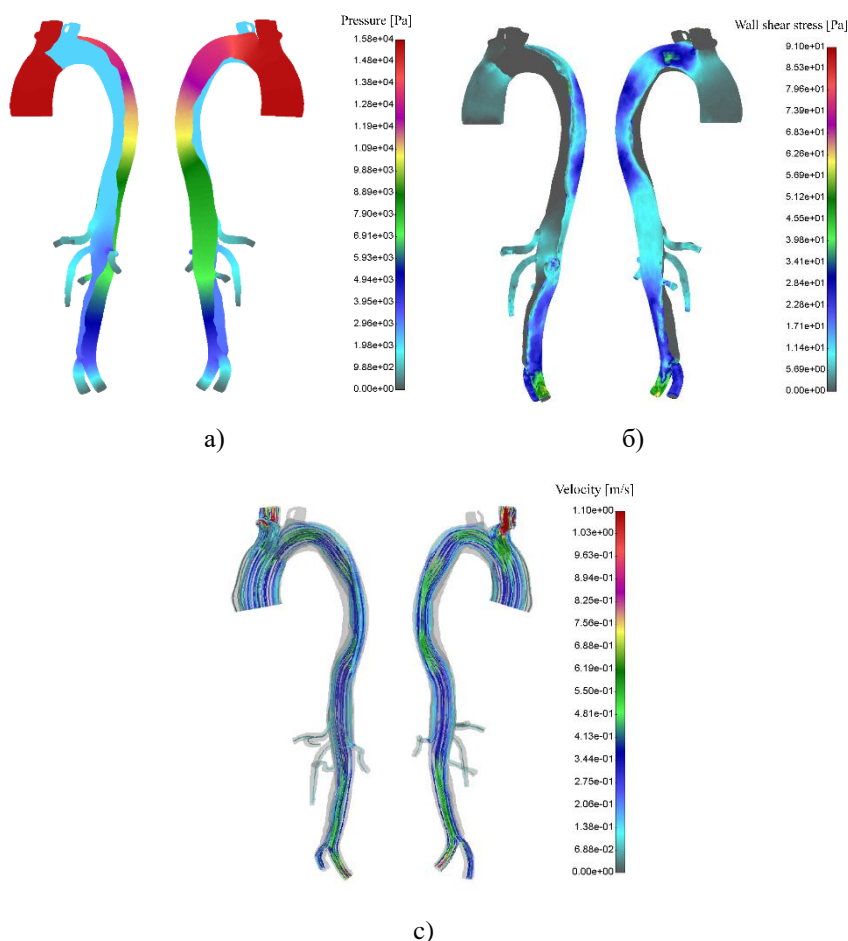 Pressure [Pa]
1.58e+04
1.48e+04
1.38e+04
1.28e+04
1.19e+04
1.09e+04
9.88e+03
8.89e+03
7.90e+03
6.91e+03
5.93e+03
4.94e+03
3.95e+03
2.96e+03
1.98e+03
9.88e+02
0.00e+00
а)
Wall shear stress [Pa]
9.10e+01
8.53e+01
7.96e+01
7.39e+01
6.83e+01
6.26e+01
5.69e+01
5.12e+01
4.55e+01
3.98e+01
3.41e+01
2.84e+01
2.28e+01
1.71e+01
1.14e+01
5.69e+00
0.00e+00
б)
Velocity [m/s]
1.10e+00
1.03e+00
9.63e-01
8.94e-01
8.25e-01
7.56e-01
6.88e-01
6.19e-01
5.50e-01
4.81e-01
4.13e-01
3.44e-01
2.75e-01
2.06e-01
1.38e-01
6.88e-02
0.00e+00
с)